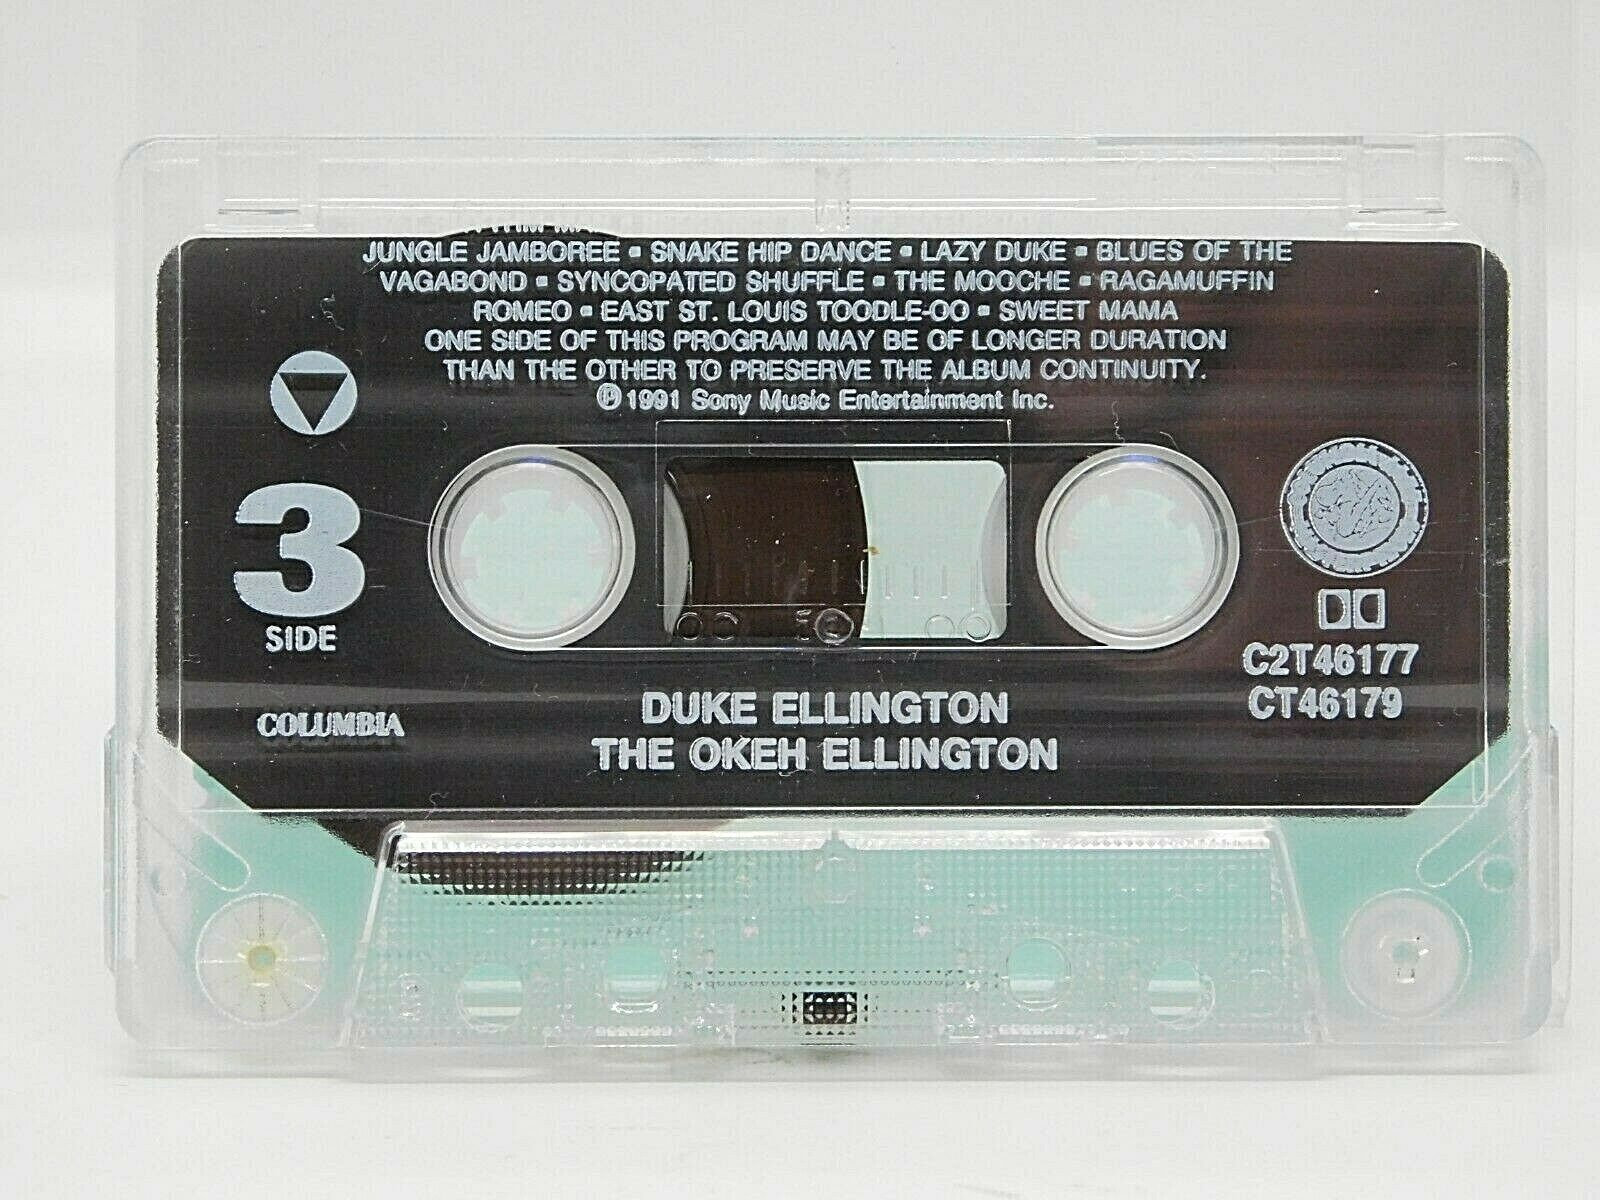 JUNGLE JAMBOREE ▪ SNAKE HIP DANCE ▪ LAZY DUKE ▪ BLUES OF THE
VAGABOND ▪ SYNCOPATED SHUFFLE ▪ THE MOOCHE ▪ RAGAMUFFIN
ROMEO ▪ EAST ST. LOUIS TOODLE-OO ▪ SWEET MAMA
ONE SIDE OF THIS PROGRAM MAY BE OF LONGER DURATION
THAN THE OTHER TO PRESERVE THE ALBUM CONTINUITY.
℗1991 Sony Music Entertainment Inc.
3
SIDE
COLUMBIA
C2T46177
CT46179
DUKE ELLINGTON
THE OKEH ELLINGTON